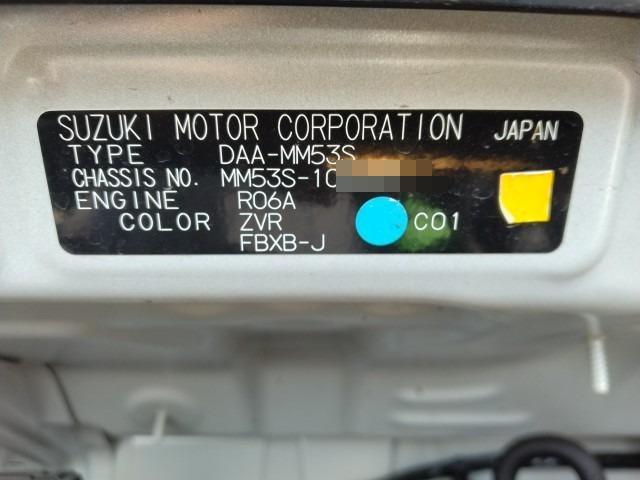 SUZUKI MOTOR CORPORATION JAPAN
TYPE DAA-MM53S
CHASSIS NO. MM53S-10
ENGINE R06A
COLOR ZVR C01
FBXB-J